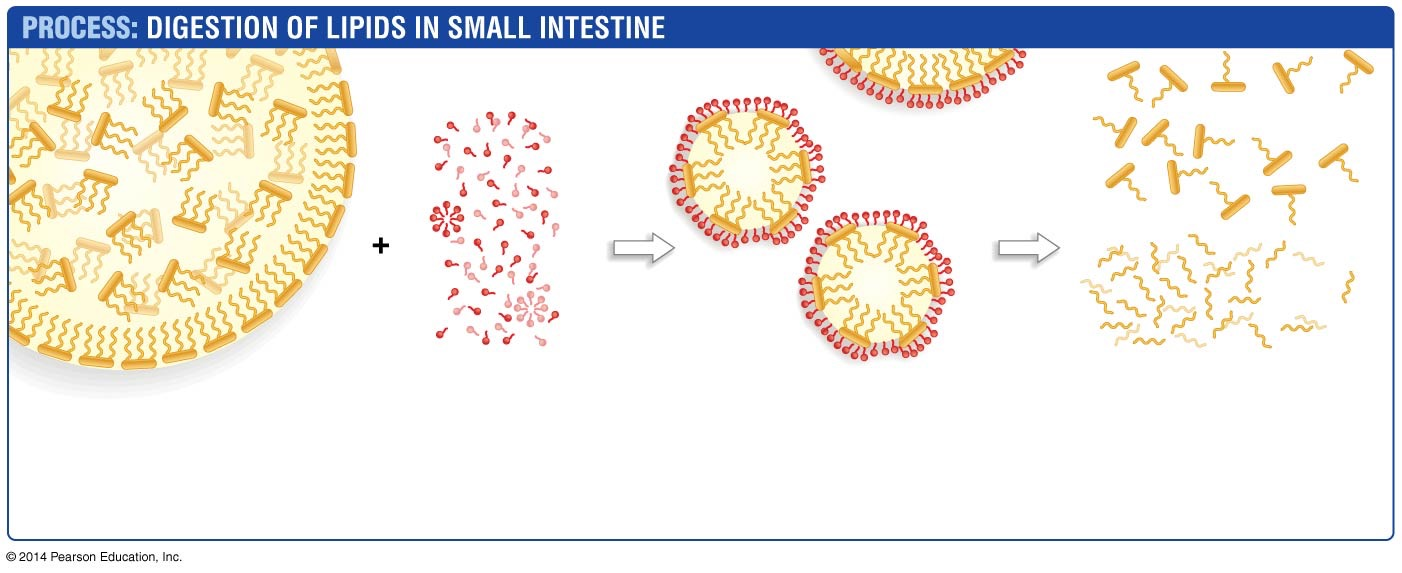 PROCESS: DIGESTION OF LIPIDS IN SMALL INTESTINE
+
© 2014 Pearson Education, Inc.